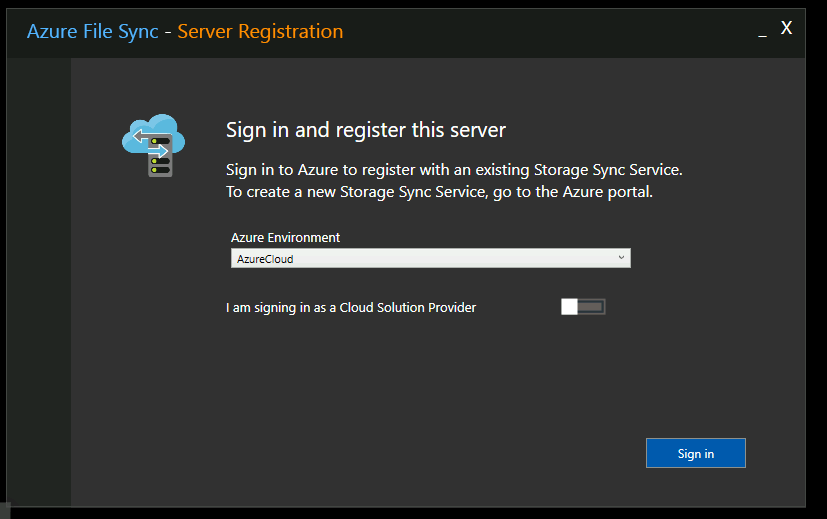 Azure File Sync - Server Registration
_ X
Sign in and register this server
Sign in to Azure to register with an existing Storage Sync Service.
To create a new Storage Sync Service, go to the Azure portal.
Azure Environment
AzureCloud
I am signing in as a Cloud Solution Provider
Sign in